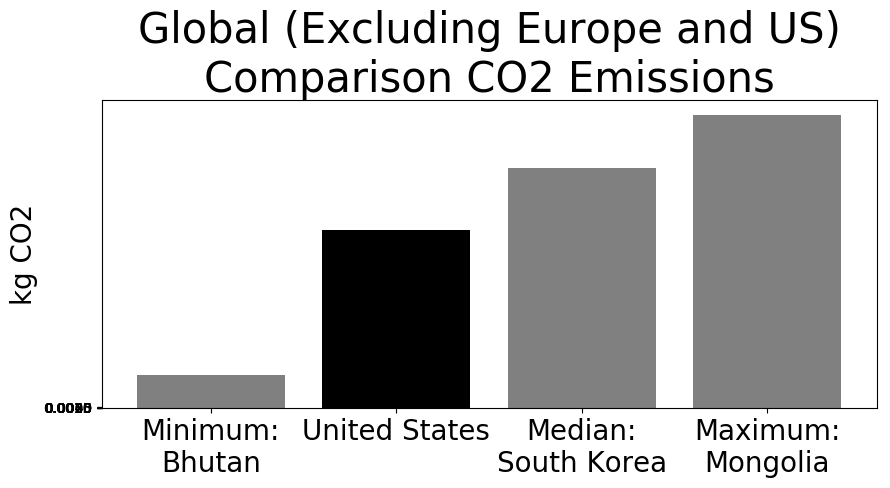 Global (Excluding Europe and US)
Comparison CO2 Emissions
kg CO2
Minimum:
Bhutan
United States
Median:
South Korea
Maximum:
Mongolia